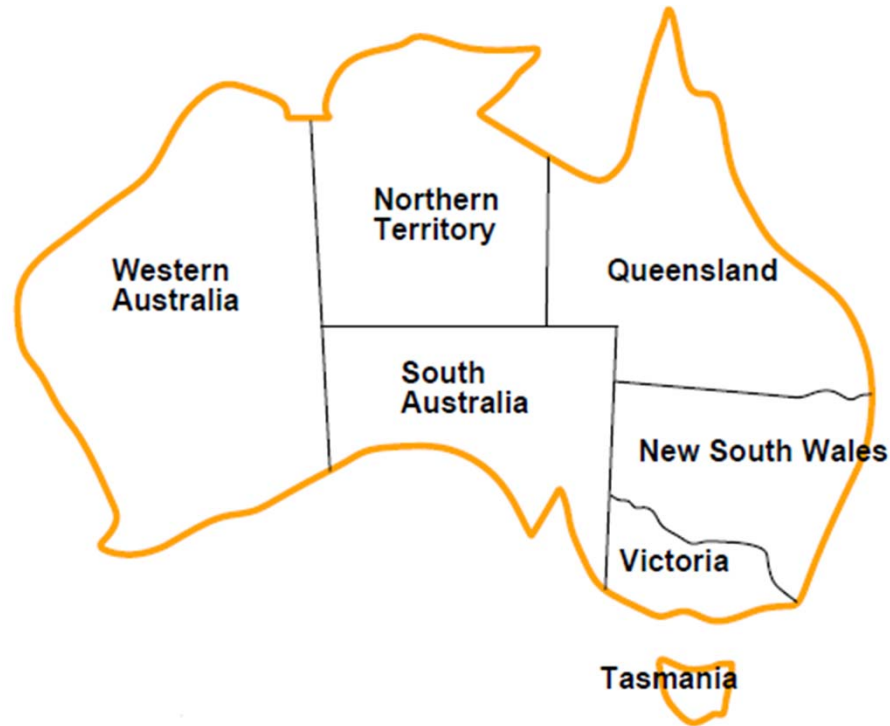 Northern
Territory
Western
Australia
Queensland
South
Australia
New South Wales
Victoria
Tasmania